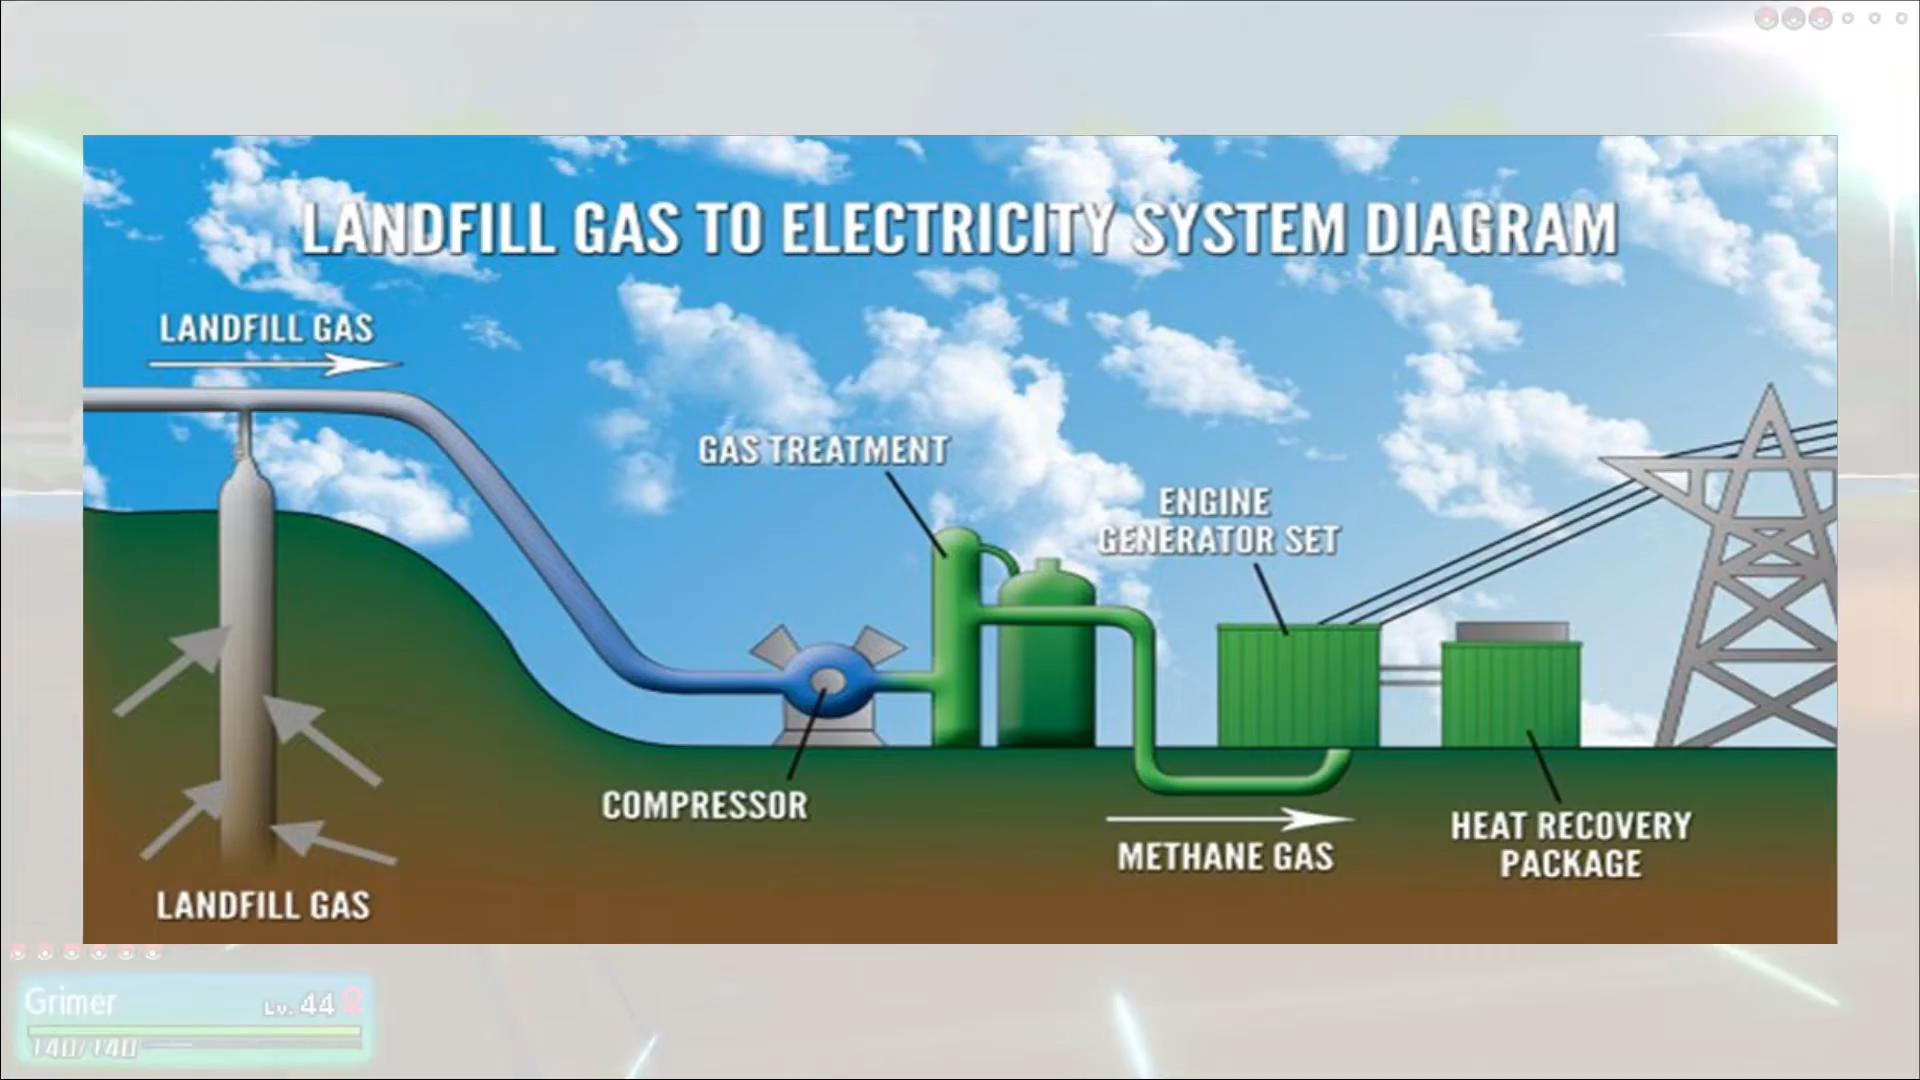 LANDFILL GAS TO ELECTRICITY SYSTEM DIAGRAM
LANDFILL GAS
GAS TREATMENT
ENGINE
GENERATOR SET
COMPRESSOR
METHANE GAS
HEAT RECOVERY
PACKAGE
LANDFILL GAS
Grimer Lv.44
140/140